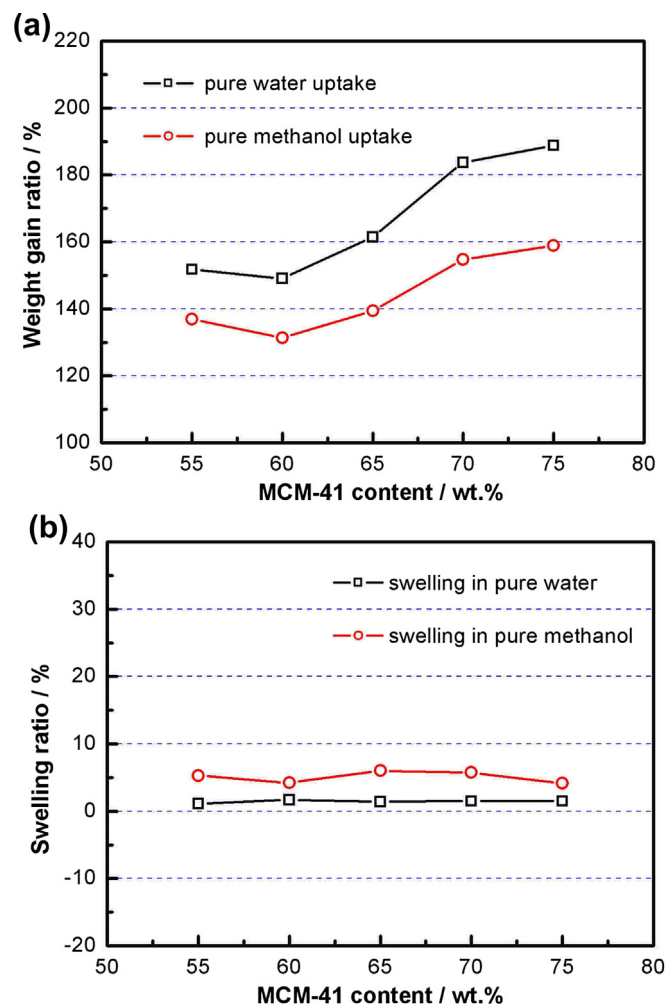 (a)
220
200
180
160
140
120
100
Weight gain ratio / %
pure water uptake
pure methanol uptake
50 55 60 65 70 75 80
MCM-41 content / wt.%
(b)
40
30
20
10
0
-10
-20
Swelling ratio / %
swelling in pure water
swelling in pure methanol
50 55 60 65 70 75 80
MCM-41 content / wt.%